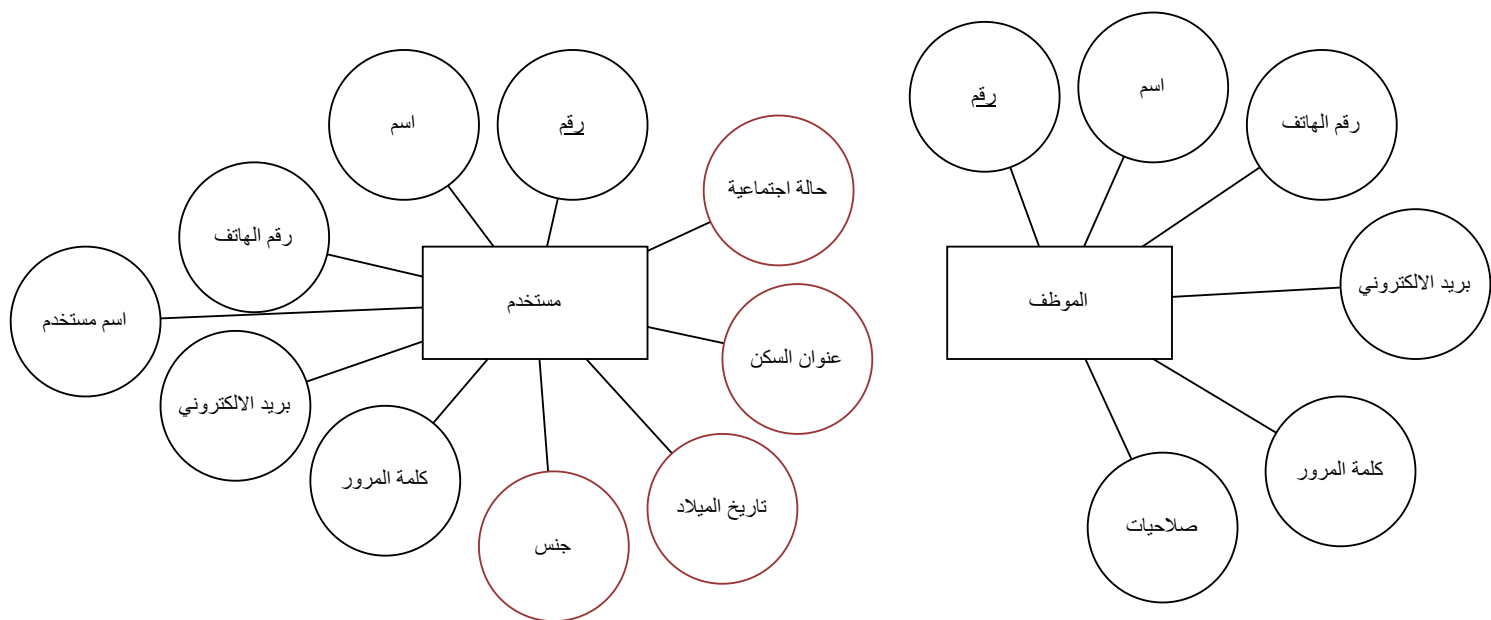 رقم
اسم
رقم الهاتف
اسم مستخدم
بريد الالكتروني
كلمة المرور
جنس
تاريخ الميلاد
عنوان السكن
حالة اجتماعية
مستخدم
رقم
اسم
رقم الهاتف
بريد الالكتروني
كلمة المرور
صلاحيات
الموظف